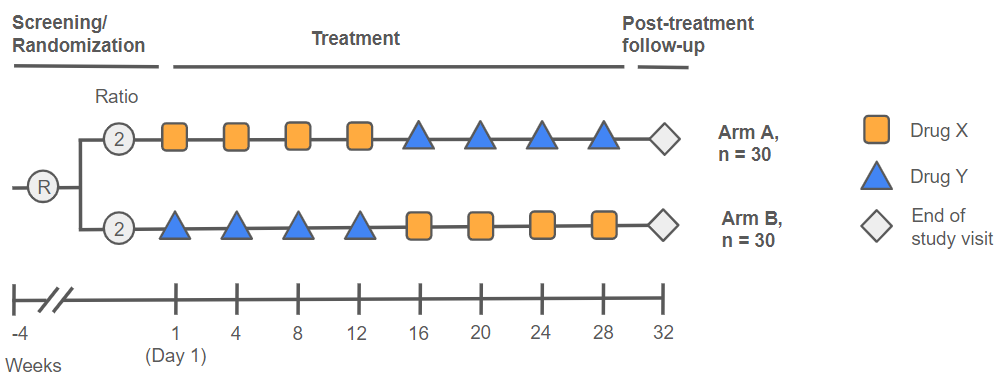 Screening/
Randomization
Treatment
Post-treatment
follow-up
Ratio
2
Arm A,
n = 30
R
2
Arm B,
n = 30
Drug X
Drug Y
End of
study visit
-4
1
4
8
12
16
20
24
28
32
(Day 1)
Weeks